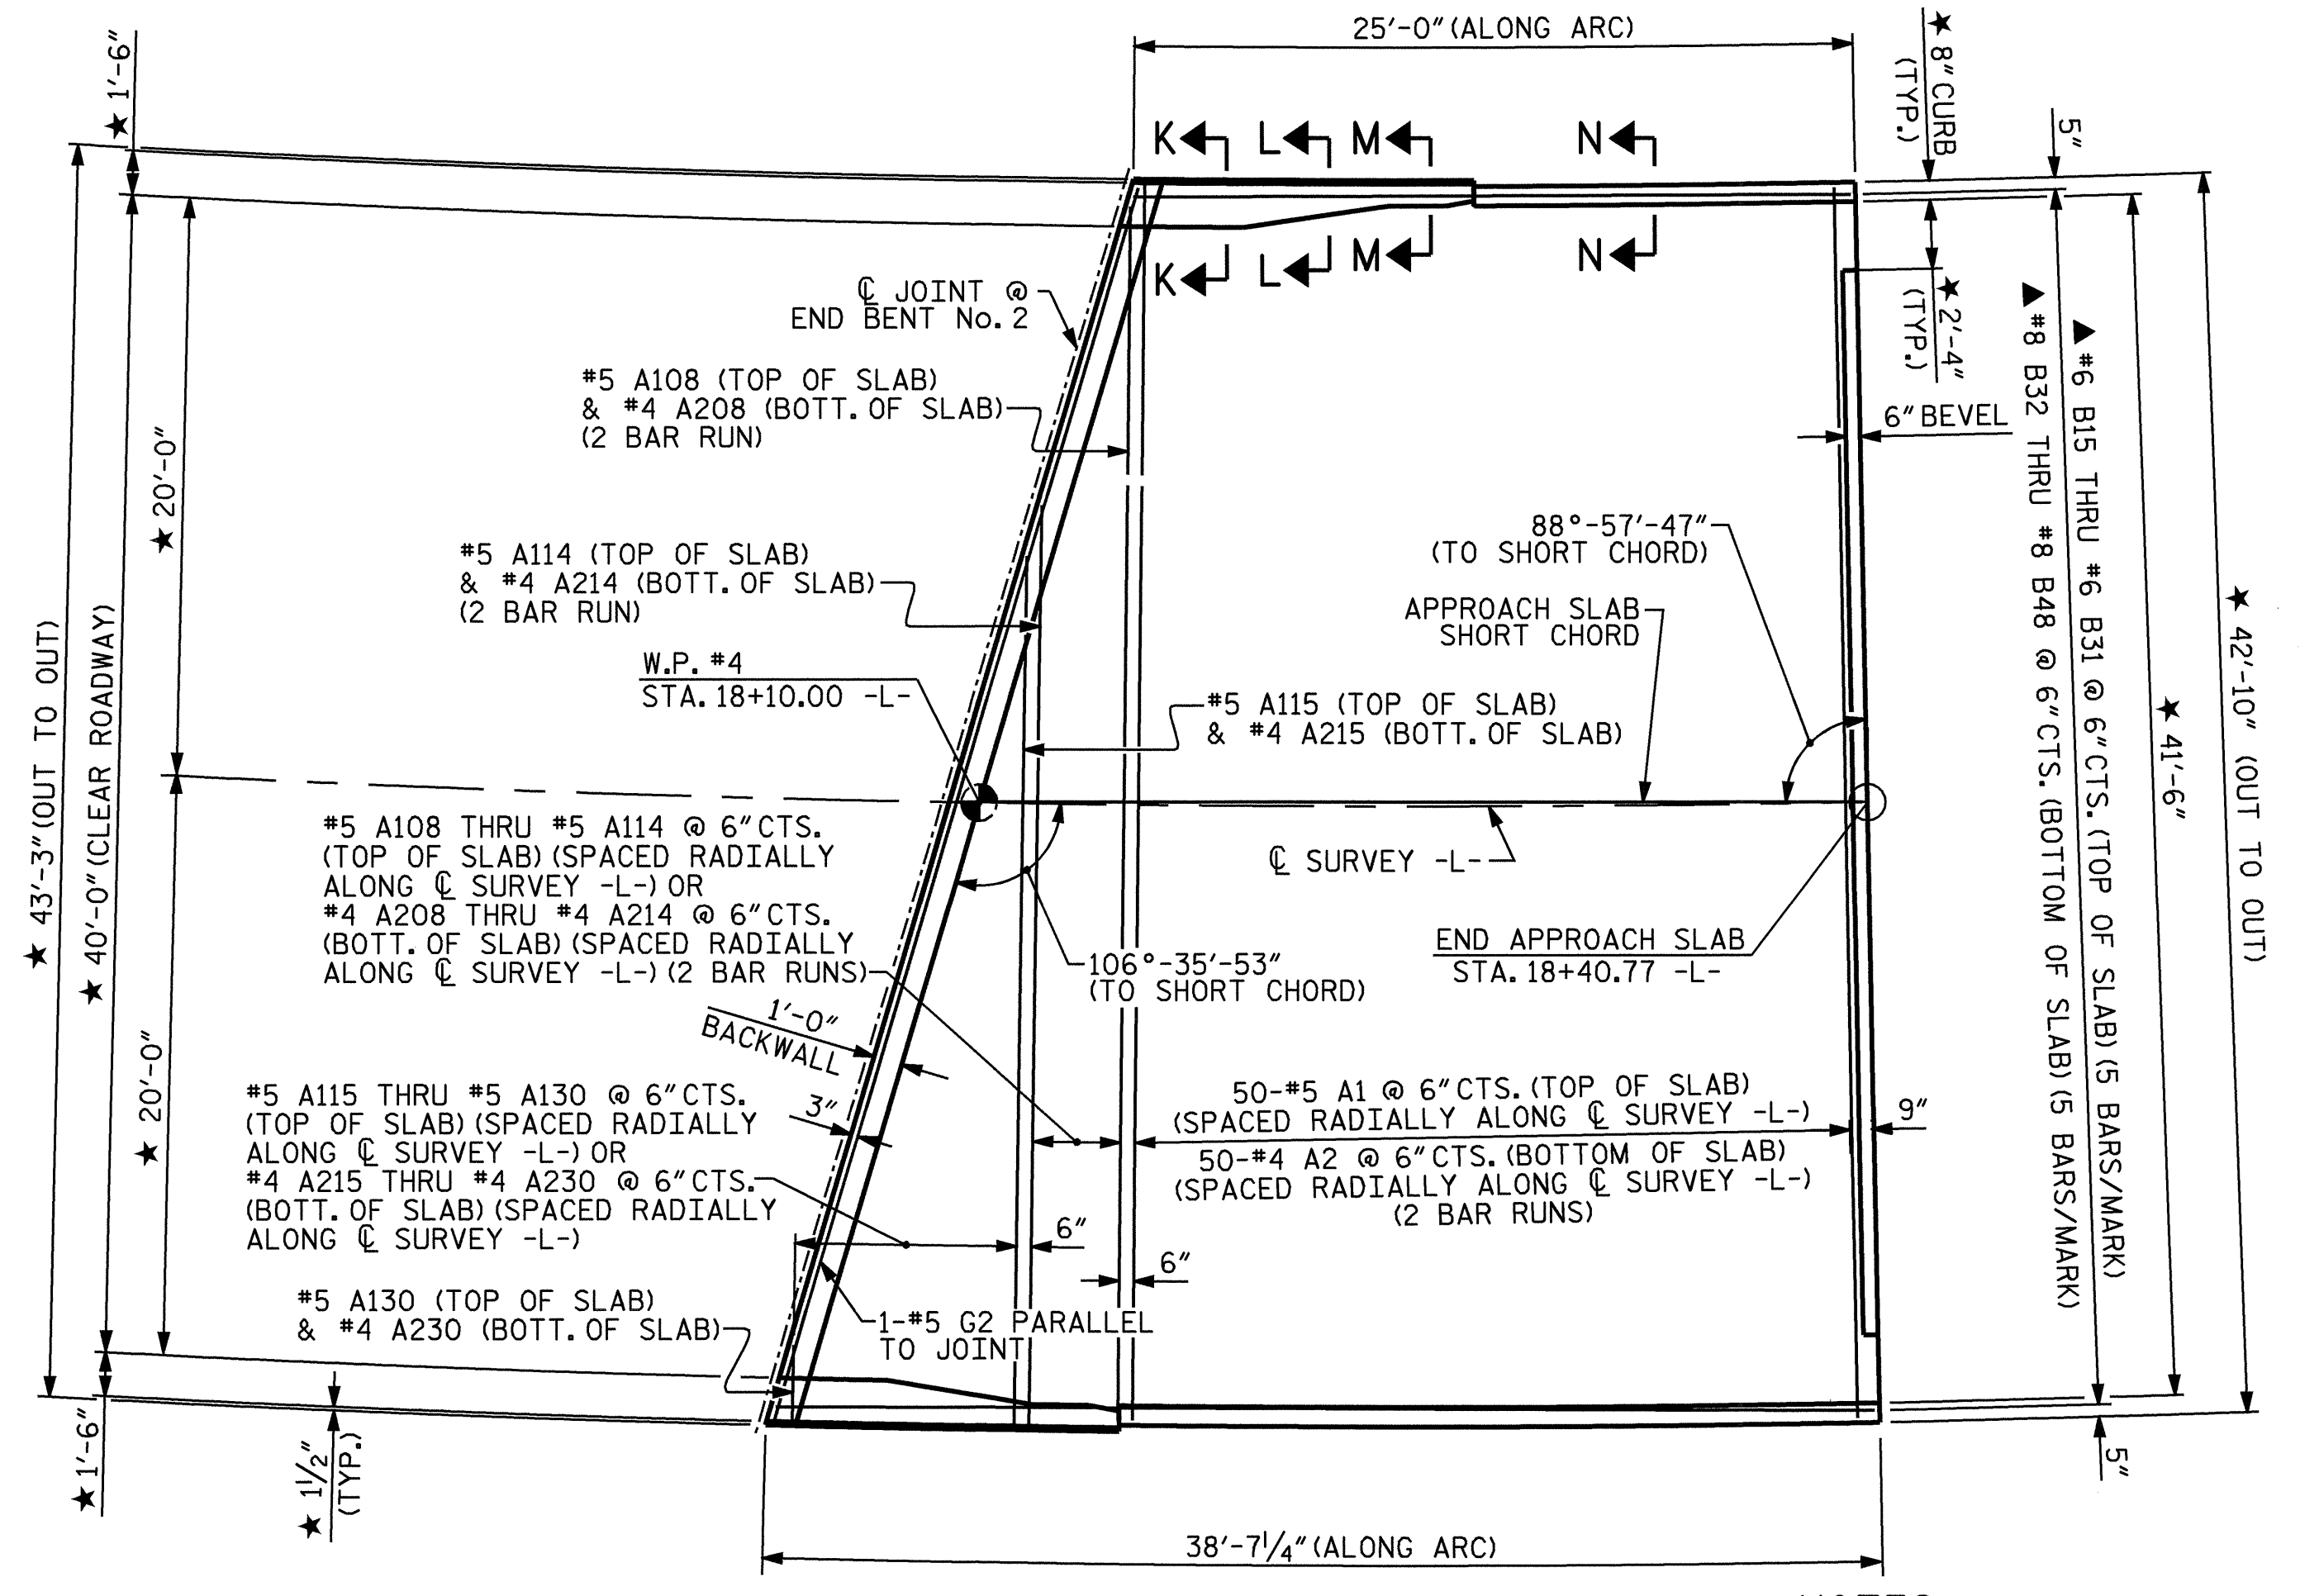 25'-0" (ALONG ARC)
★ 1'-6"
★ 8" CURB
(TYP.)
5"
K L M N
K L M N
℄ JOINT @
END BENT No. 2
★ 2'-4"
(TYP.)
#5 A108 (TOP OF SLAB)
& #4 A208 (BOTT. OF SLAB)
(2 BAR RUN)
6" BEVEL
★ 20'-0"
#5 A114 (TOP OF SLAB)
& #4 A214 (BOTT. OF SLAB)
(2 BAR RUN)
88°-57'-47"
(TO SHORT CHORD)
APPROACH SLAB
SHORT CHORD
W.P. #4
STA. 18+10.00 -L-
#5 A115 (TOP OF SLAB)
& #4 A215 (BOTT. OF SLAB)
★ 43'-3" (OUT TO OUT)
★ 40'-0" (CLEAR ROADWAY)
▲ #8 B32 THRU #8 B48 @ 6" CTS. (BOTTOM OF SLAB) (5 BARS/MARK)
▲ #6 B15 THRU #6 B31 @ 6" CTS. (TOP OF SLAB) (5 BARS/MARK)
★ 41'-6"
★ 42'-10" (OUT TO OUT)
#5 A108 THRU #5 A114 @ 6" CTS.
(TOP OF SLAB) (SPACED RADIALLY
ALONG ℄ SURVEY -L-) OR
#4 A208 THRU #4 A214 @ 6" CTS.
(BOTT. OF SLAB) (SPACED RADIALLY
ALONG ℄ SURVEY -L-) (2 BAR RUNS)
℄ SURVEY -L-
106°-35'-53"
(TO SHORT CHORD)
END APPROACH SLAB
STA. 18+40.77 -L-
1'-0"
BACKWALL
★ 20'-0"
3"
#5 A115 THRU #5 A130 @ 6" CTS.
(TOP OF SLAB) (SPACED RADIALLY
ALONG ℄ SURVEY -L-) OR
#4 A215 THRU #4 A230 @ 6" CTS.
(BOTT. OF SLAB) (SPACED RADIALLY
ALONG ℄ SURVEY -L-)
50-#5 A1 @ 6" CTS. (TOP OF SLAB)
(SPACED RADIALLY ALONG ℄ SURVEY -L-)
50-#4 A2 @ 6" CTS. (BOTTOM OF SLAB)
(SPACED RADIALLY ALONG ℄ SURVEY -L-)
(2 BAR RUNS)
9"
6"
6"
#5 A130 (TOP OF SLAB)
& #4 A230 (BOTT. OF SLAB)
1-#5 G2 PARALLEL
TO JOINT
★ 1'-6"
★ 1 1/2"
(TYP.)
5"
38'-7 1/4" (ALONG ARC)